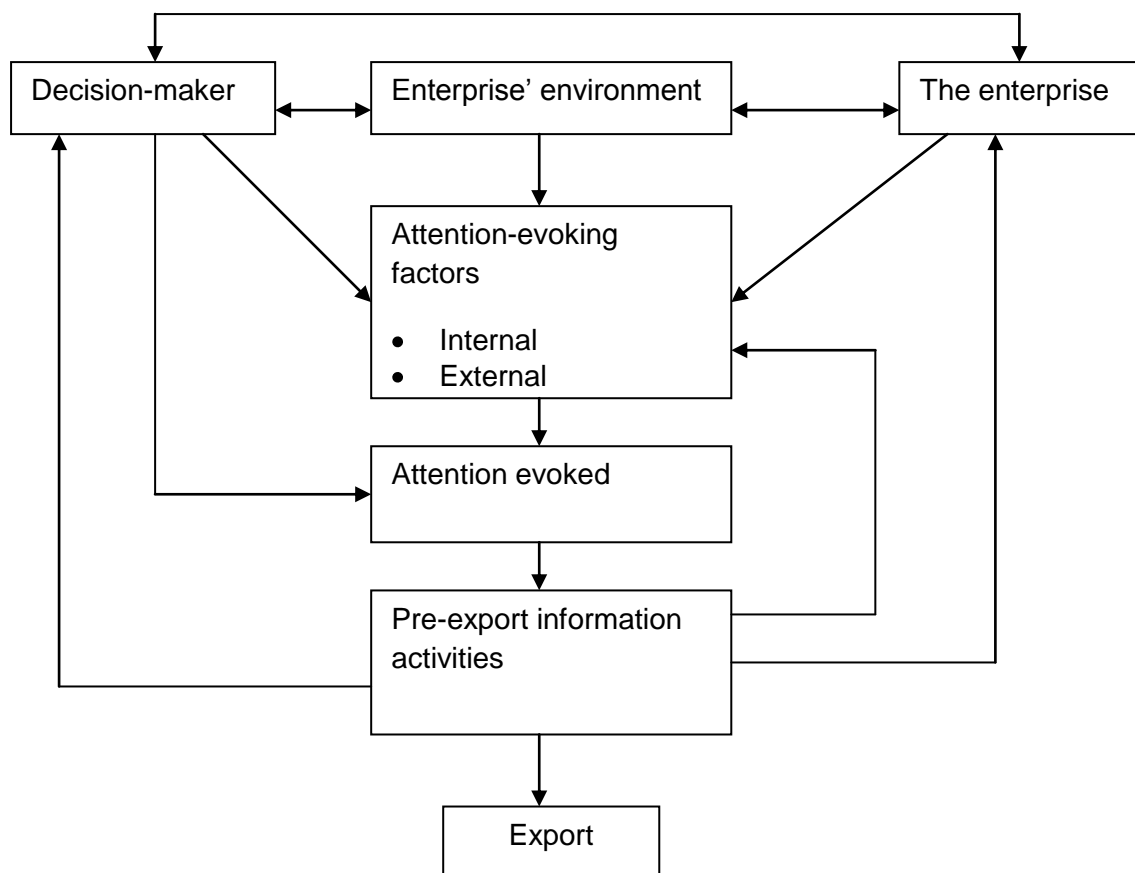 Decision-maker
Enterprise’ environment
The enterprise
Attention-evoking
factors
• Internal
• External
Attention evoked
Pre-export information
activities
Export